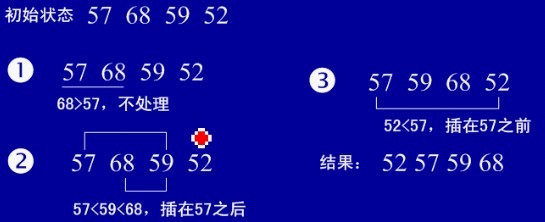 初始状态 57 68 59 52
❶ 57 68 59 52
68>57，不处理
❷ 57 68 59 52
57<59<68，插在57之后
❸ 57 59 68 52
52<57，插在57之前
结果： 52 57 59 68